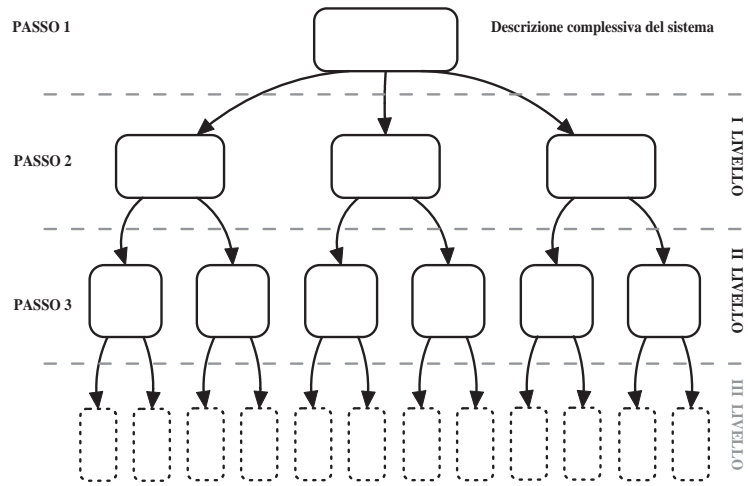 PASSO 1
Descrizione complessiva del sistema
PASSO 2
I LIVELLO
PASSO 3
II LIVELLO
III LIVELLO